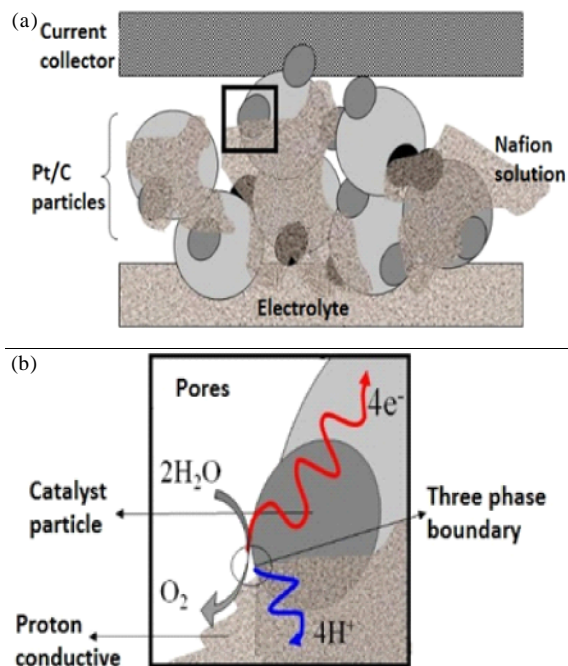 (a)
Current
collector
Pt/C
particles
Nafion
solution
Electrolyte
(b)
Pores
4e⁻
2H₂O
Catalyst
particle
Three phase
boundary
O₂
4H⁺
Proton
conductive